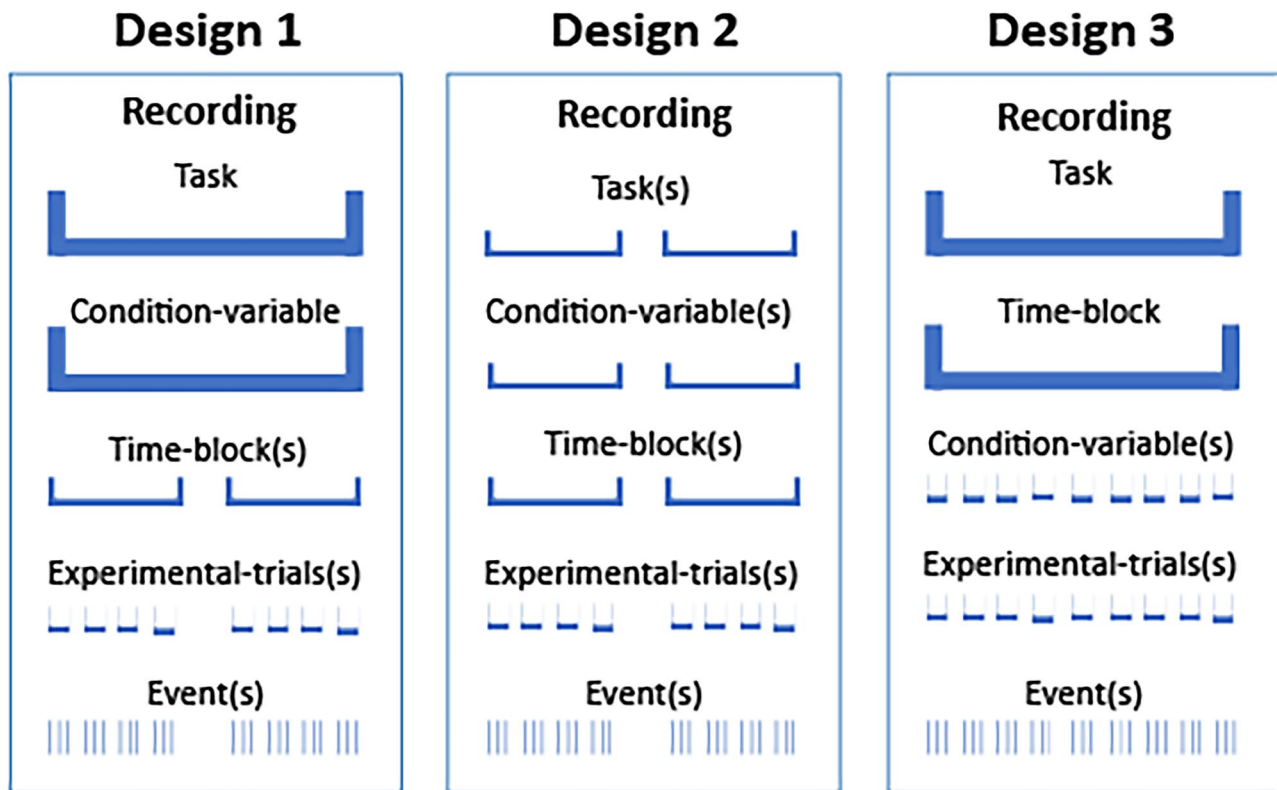 Design 1
Recording
Task
Condition-variable
Time-block(s)
Experimental-trials(s)
Event(s)
Design 2
Recording
Task(s)
Condition-variable(s)
Time-block(s)
Experimental-trials(s)
Event(s)
Design 3
Recording
Task
Time-block
Condition-variable(s)
Experimental-trials(s)
Event(s)